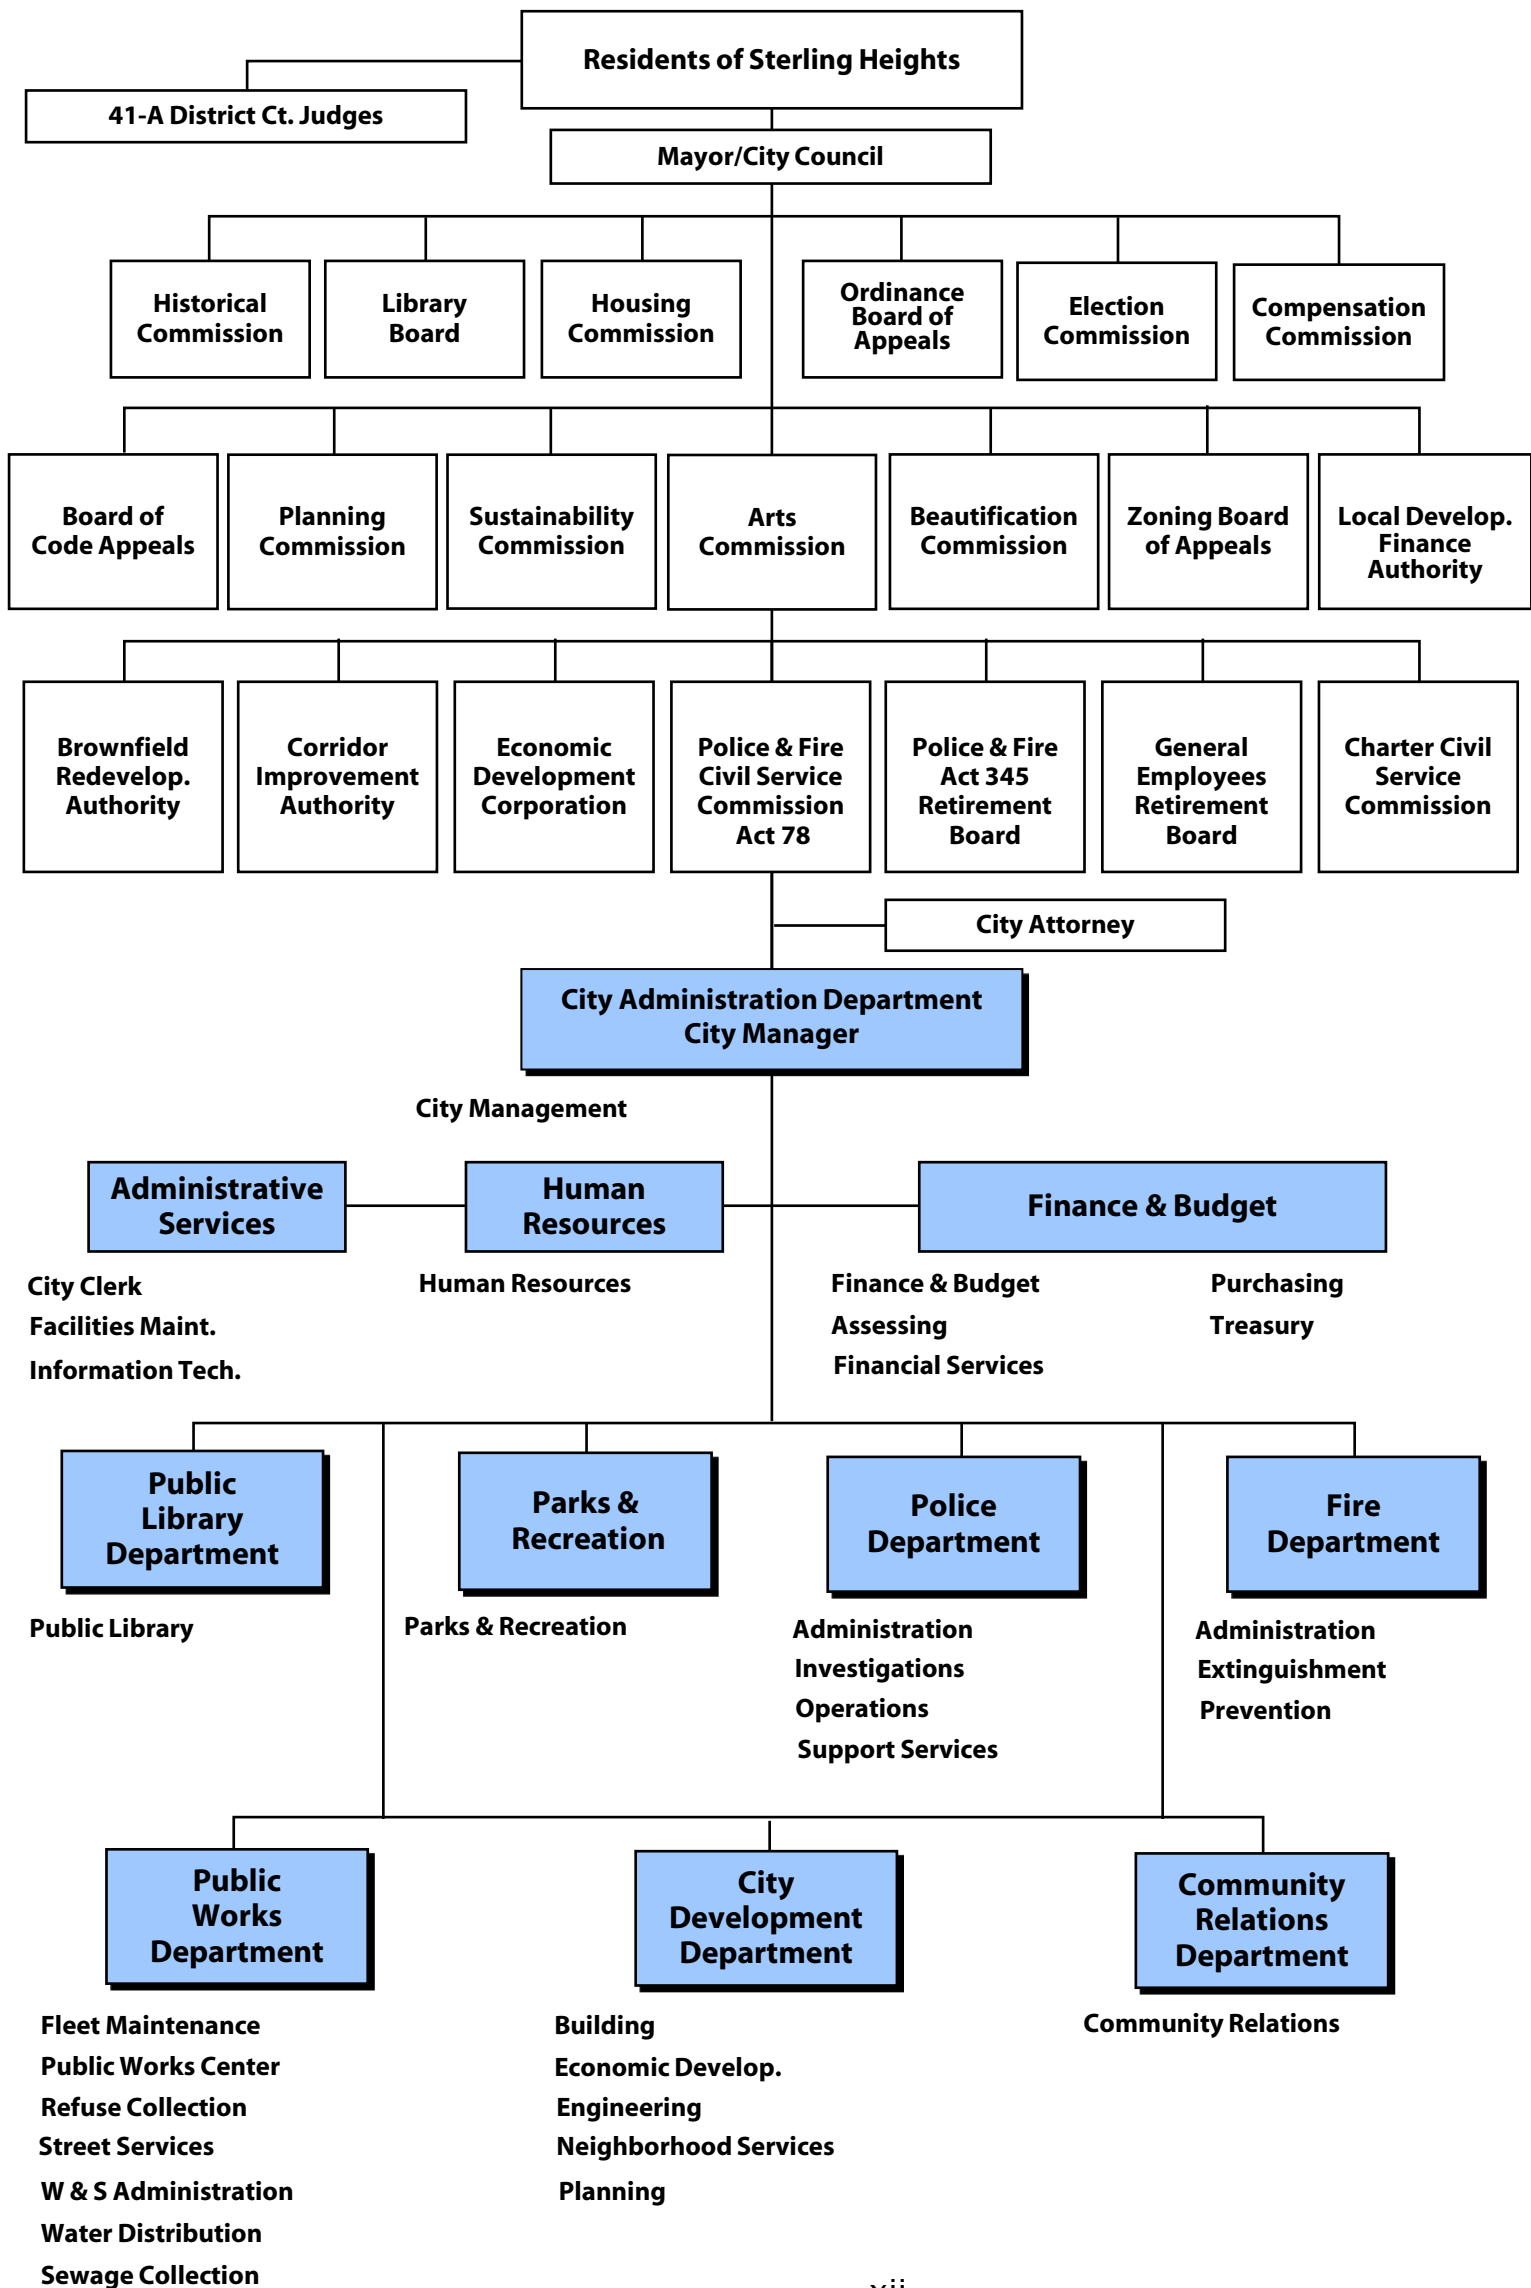 Residents of Sterling Heights
41-A District Ct. Judges
Mayor/City Council
Historical
Commission
Library
Board
Housing
Commission
Ordinance
Board of
Appeals
Election
Commission
Compensation
Commission
Board of
Code Appeals
Planning
Commission
Sustainability
Commission
Arts
Commission
Beautification
Commission
Zoning Board
of Appeals
Local Develop.
Finance
Authority
Brownfield
Redevelop.
Authority
Corridor
Improvement
Authority
Economic
Development
Corporation
Police & Fire
Civil Service
Commission
Act 78
Police & Fire
Act 345
Retirement
Board
General
Employees
Retirement
Board
Charter Civil
Service
Commission
City Attorney
City Administration Department
City Manager
City Management
Administrative
Services
Human
Resources
Finance & Budget
City Clerk
Facilities Maint.
Information Tech.
Human Resources
Finance & Budget
Assessing
Financial Services
Purchasing
Treasury
Public
Library
Department
Parks &
Recreation
Police
Department
Fire
Department
Public Library
Parks & Recreation
Administration
Investigations
Operations
Support Services
Administration
Extinguishment
Prevention
Public
Works
Department
City
Development
Department
Community
Relations
Department
Fleet Maintenance
Public Works Center
Refuse Collection
Street Services
W & S Administration
Water Distribution
Sewage Collection
Building
Economic Develop.
Engineering
Neighborhood Services
Planning
Community Relations
xii